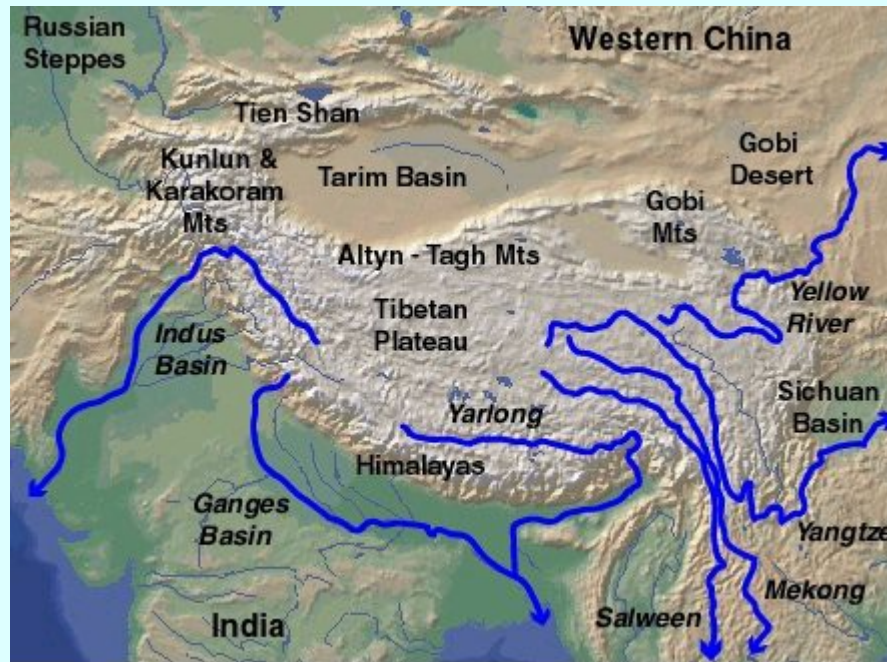 Russian
Steppes
Western China
Tien Shan
Kunlun &
Karakoram
Mts
Tarim Basin
Gobi
Desert
Gobi
Mts
Altyn - Tagh Mts
Tibetan
Plateau
Indus
Basin
Yellow
River
Sichuan
Basin
Yarlong
Himalayas
Ganges
Basin
Yangtze
Mekong
Salween
India